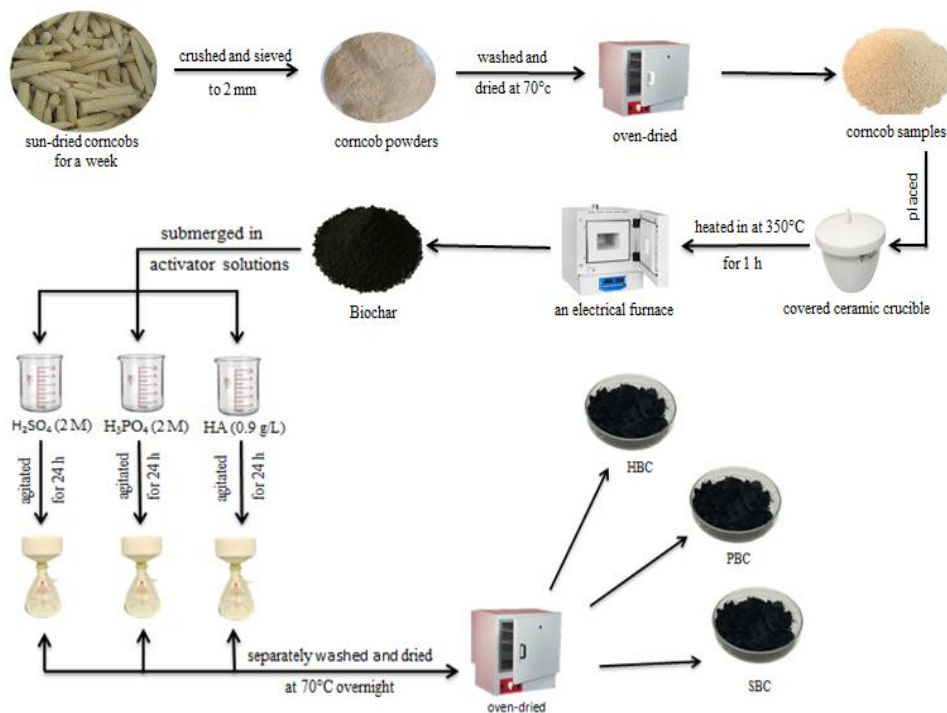 crushed and sieved
to 2 mm
washed and
dried at 70°c
sun-dried corncobs
for a week
corncob powders
oven-dried
corncob samples
placed
submerged in
activator solutions
heated in at 350°C
for 1 h
Biochar
an electrical furnace
covered ceramic crucible
H₂SO₄ (2 M)
H₃PO₄ (2 M)
HA (0.9 g/L)
agitated
for 24 h
agitated
for 24 h
agitated
for 24 h
HBC
PBC
SBC
separately washed and dried
at 70°C overnight
oven-dried